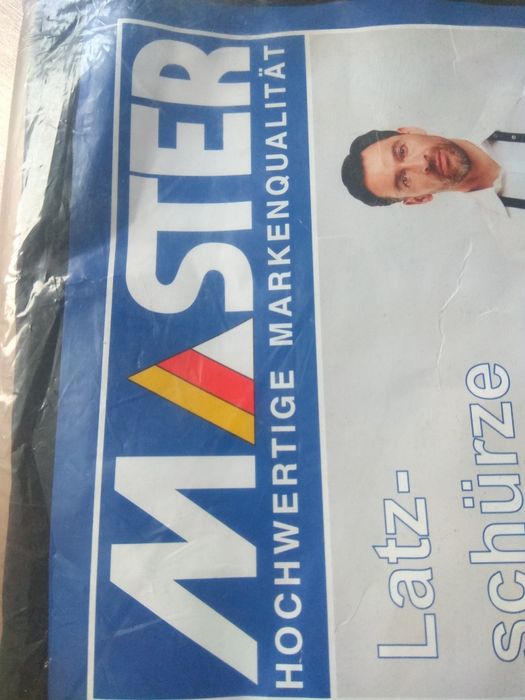 MASTER
HOCHWERTIGE MARKENQUALITÄT
Latz-
schürze